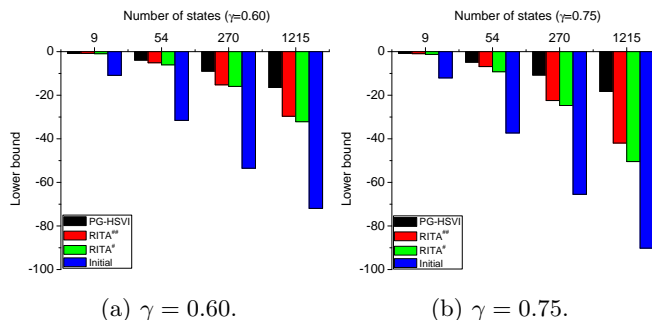 Number of states (γ=0.60)
9 54 270 1215
0
-20
-40
-60
-80
-100
Lower bound
PG-HSVI
RITA##
RITA#
Initial
(a) γ = 0.60.
Number of states (γ=0.75)
9 54 270 1215
0
-20
-40
-60
-80
-100
Lower bound
PG-HSVI
RITA##
RITA#
Initial
(b) γ = 0.75.